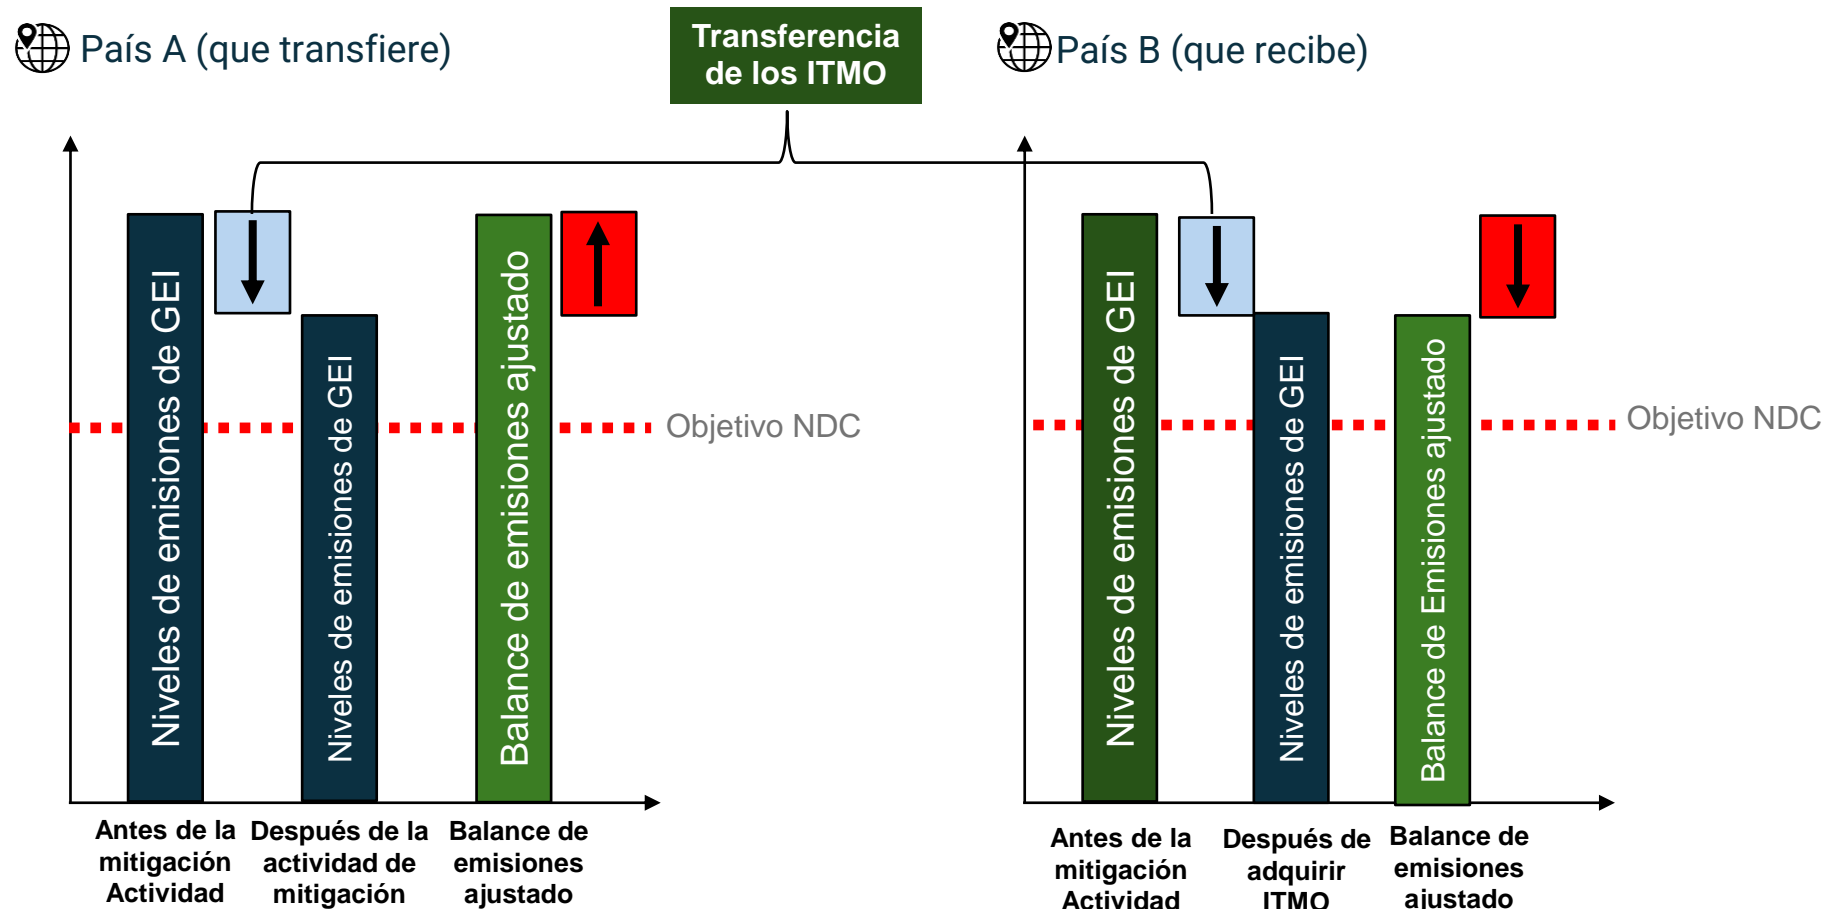 País A (que transfiere)
Transferencia
de los ITMO
País B (que recibe)
Niveles de emisiones de GEI
Niveles de emisiones de GEI
Balance de emisiones ajustado
Objetivo NDC
Antes de la
mitigación
Actividad
Después de la
actividad de
mitigación
Balance de
emisiones
ajustado
Niveles de emisiones de GEI
Niveles de emisiones de GEI
Balance de Emisiones ajustado
Objetivo NDC
Antes de la
mitigación
Actividad
Después de
adquirir
ITMO
Balance de
emisiones
ajustado